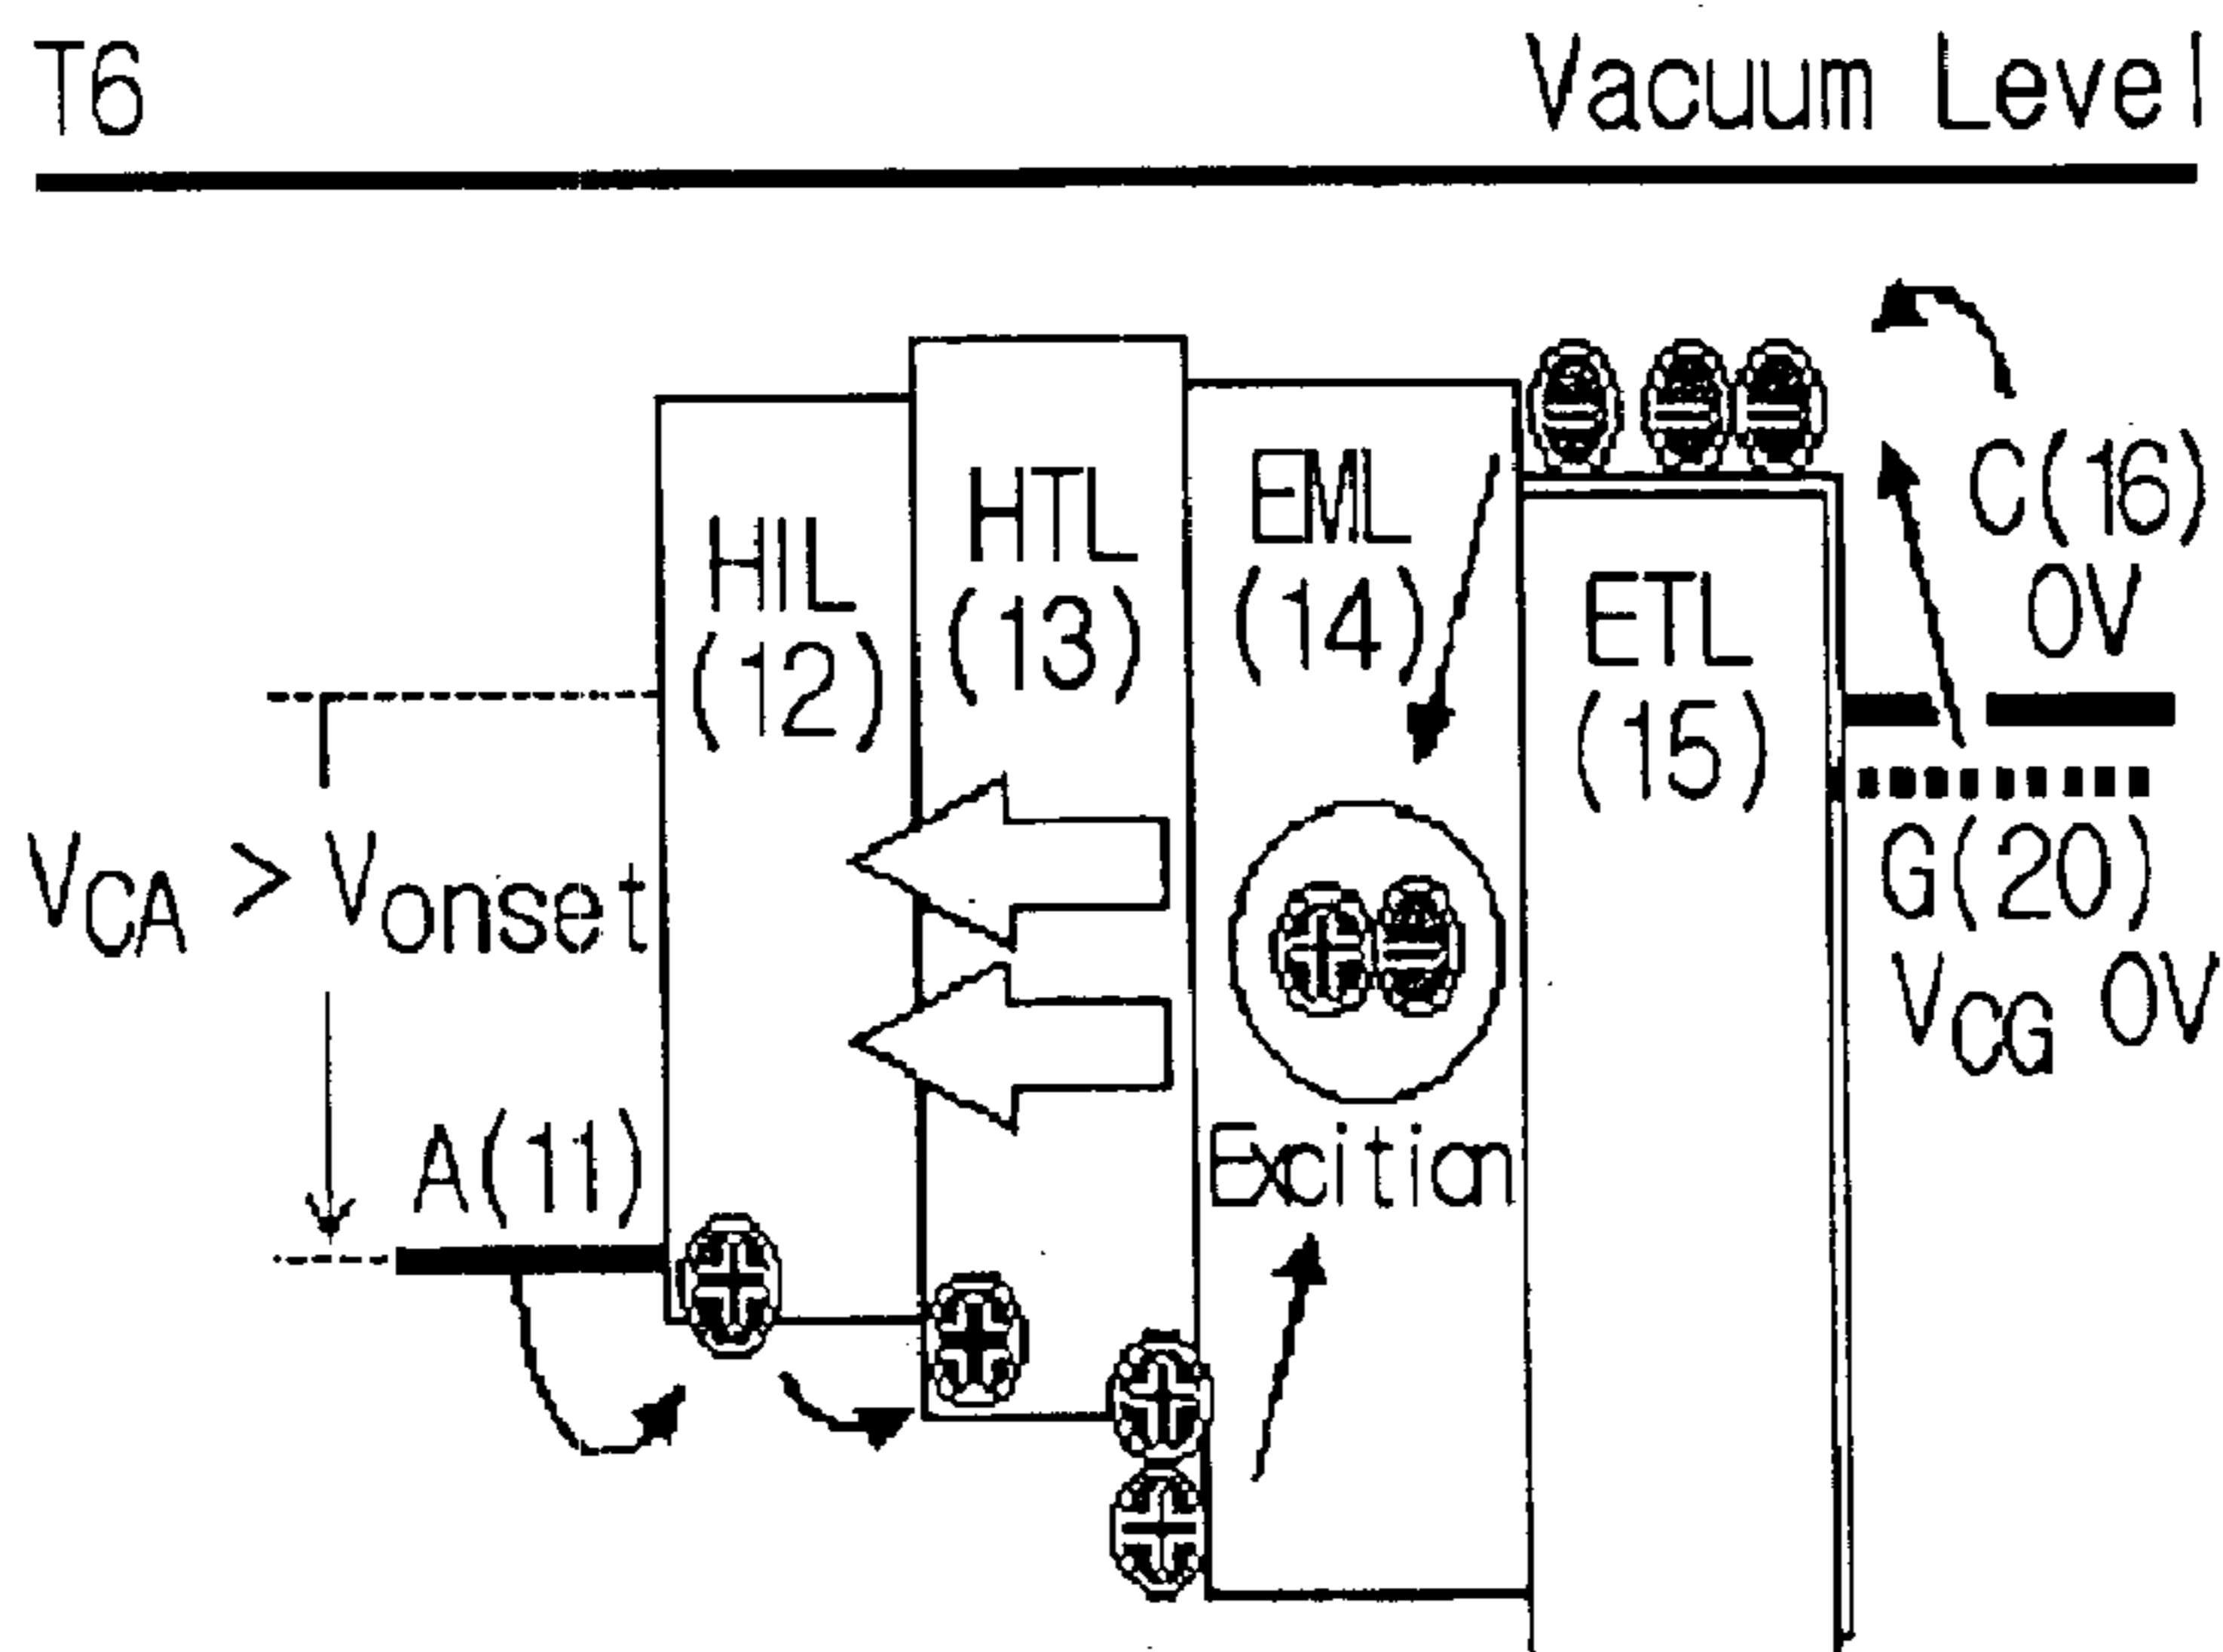 T6
Vacuum Level
HIL
(12)
HTL
(13)
EML
(14)
ETL
(15)
C(16)
0V
G(20)
VCG 0V
VCA > Vonset
A(11)
Excition